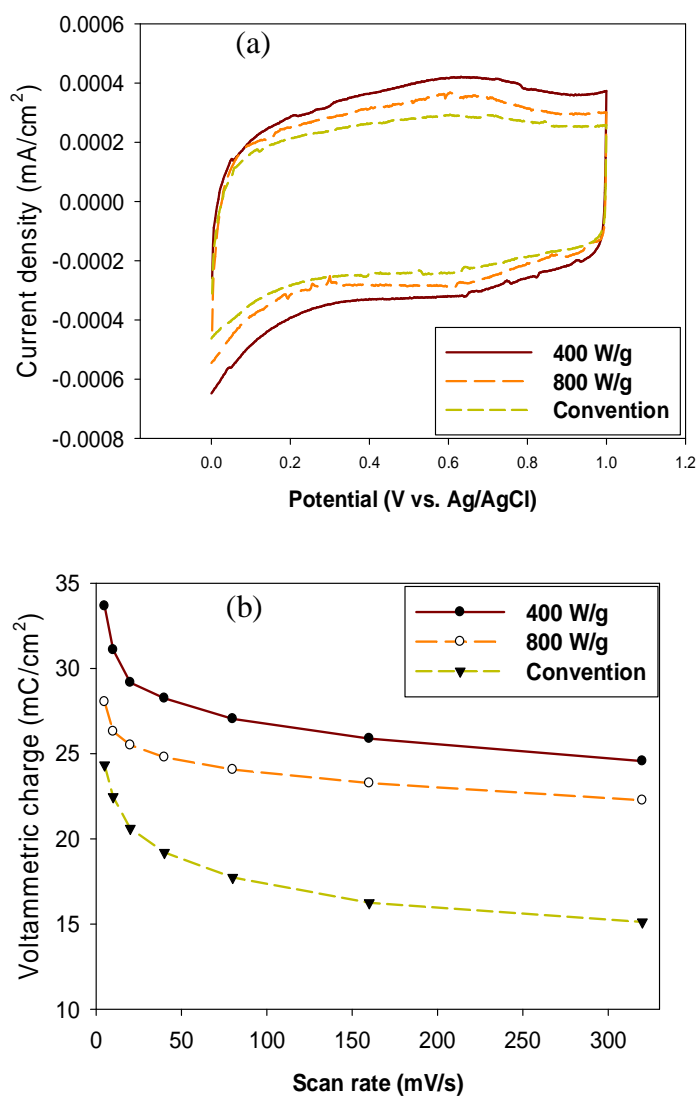 (a)
0.0006
0.0004
0.0002
0.0000
-0.0002
-0.0004
-0.0006
-0.0008
Current density (mA/cm²)
400 W/g
800 W/g
Convention
0.0 0.2 0.4 0.6 0.8 1.0 1.2
Potential (V vs. Ag/AgCl)
(b)
35
30
25
20
15
10
Voltammetric charge (mC/cm²)
400 W/g
800 W/g
Convention
0 50 100 150 200 250 300
Scan rate (mV/s)